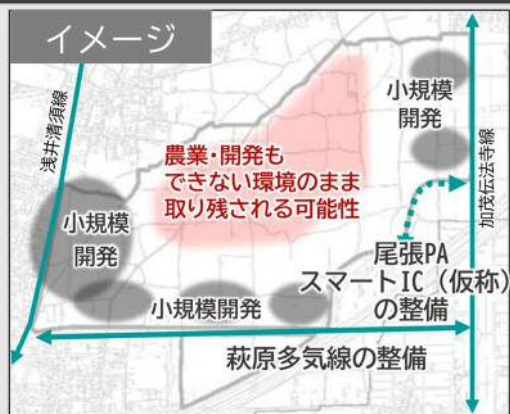 イメージ
浅井清須線
小規模
開発
加茂伝法寺線
農業・開発も
できない環境のまま
取り残される可能性
小規模
開発
尾張PA
スマートIC（仮称）
の整備
小規模開発
萩原多気線の整備